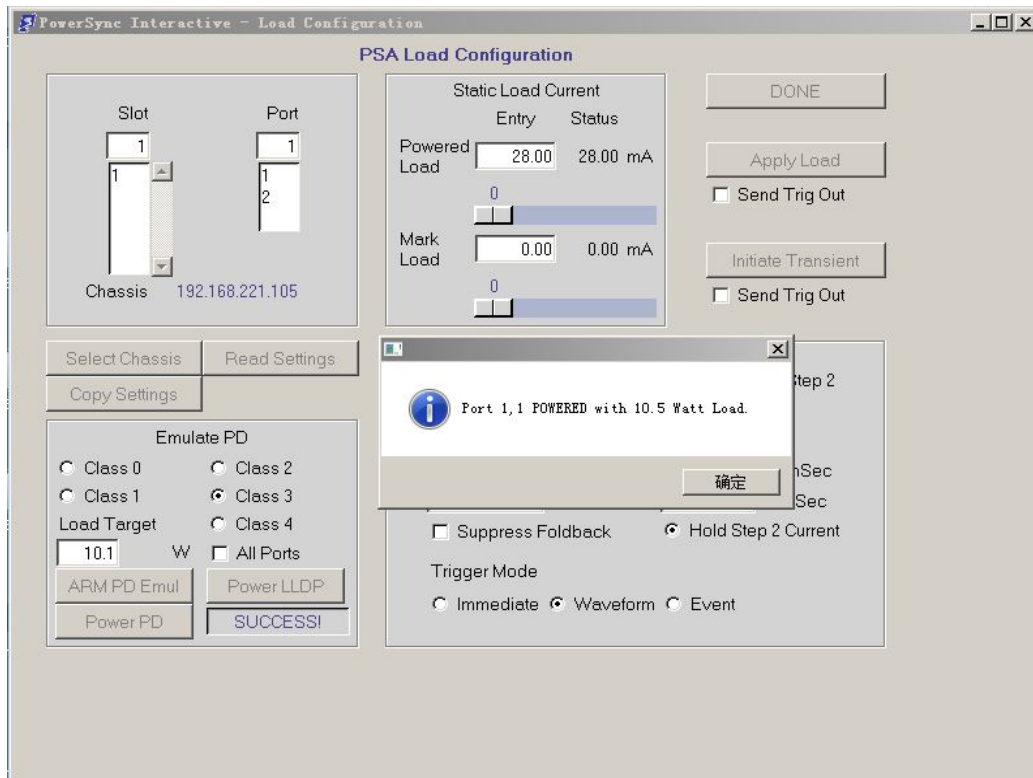 PowerSync Interactive - Load Configuration
PSA Load Configuration
Slot Port
1 1
1
1
2
Chassis 192.168.221.105
Static Load Current
Entry Status
Powered Load 28.00 28.00 mA
0
Mark Load 0.00 0.00 mA
0
DONE
Apply Load
Send Trig Out
Initiate Transient
Send Trig Out
Select Chassis Read Settings
Copy Settings
Port 1,1 POWERED with 10.5 Watt Load.
确定
Step 2
Sec
Emulate PD
Class 0 Class 2
Class 1 Class 3
Load Target Class 4
10.1 W All Ports
ARM PD Emul Power LLDP
Power PD SUCCESS!
Suppress Foldback Hold Step 2 Current
Trigger Mode
Immediate Waveform Event